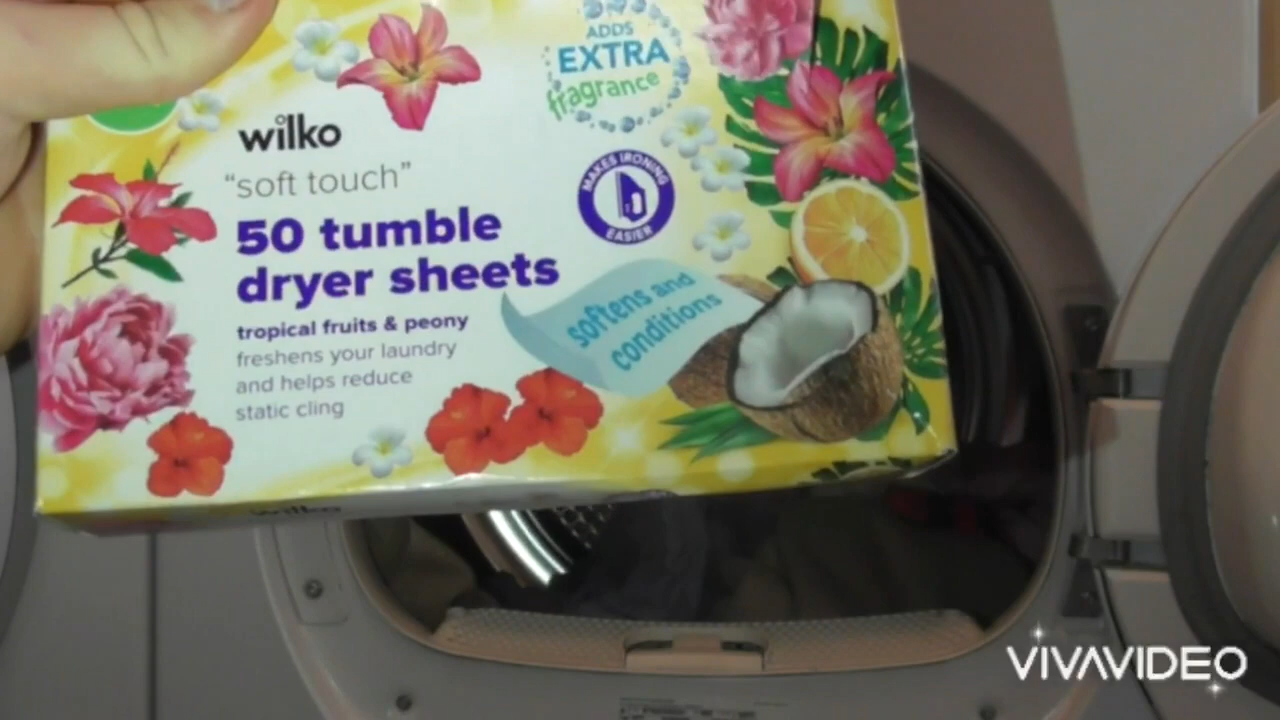 ADDS
EXTRA
fragrance
wilko
"soft touch"
MAKES IRONING
EASIER
50 tumble
dryer sheets
softens and
conditions
tropical fruits & peony
freshens your laundry
and helps reduce
static cling
wilko
VIVAVIDEO